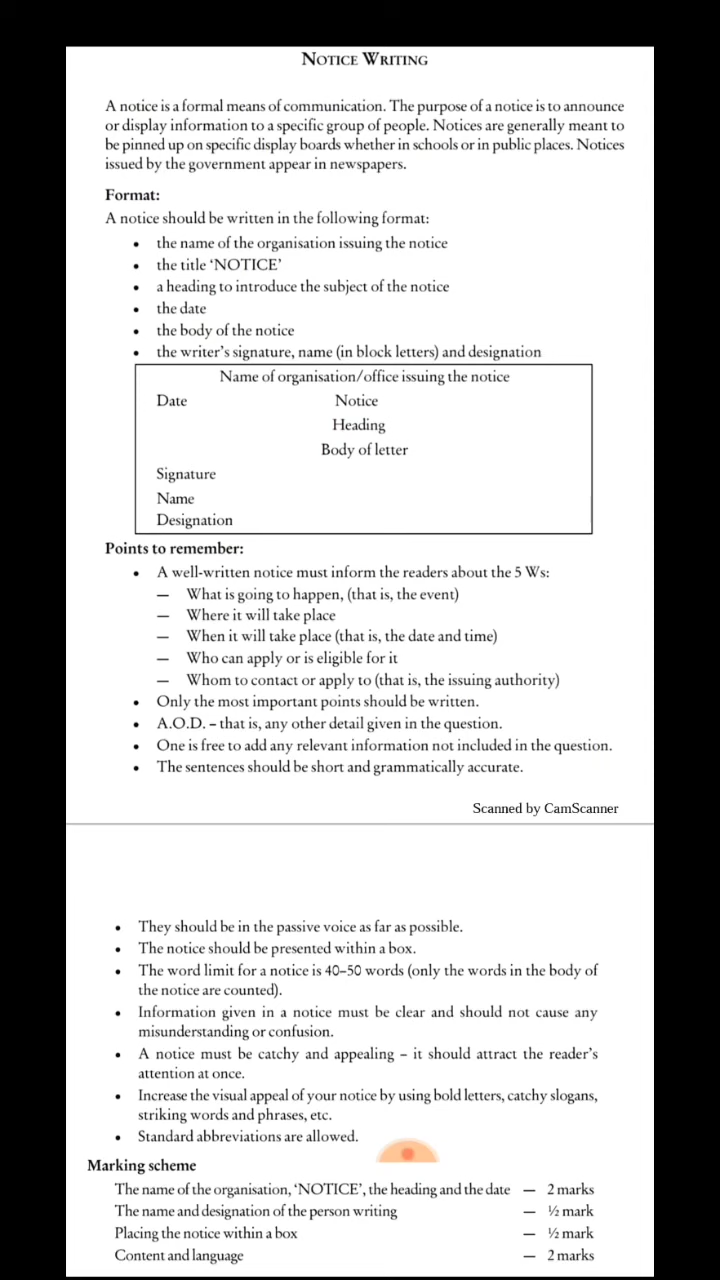 NOTICE WRITING
A notice is a formal means of communication. The purpose of a notice is to announce
or display information to a specific group of people. Notices are generally meant to
be pinned up on specific display boards whether in schools or in public places. Notices
issued by the government appear in newspapers.
Format:
A notice should be written in the following format:
• the name of the organisation issuing the notice
• the title ‘NOTICE’
• a heading to introduce the subject of the notice
• the date
• the body of the notice
• the writer’s signature, name (in block letters) and designation
Name of organisation/office issuing the notice
Date Notice
Heading
Body of letter
Signature
Name
Designation
Points to remember:
• A well-written notice must inform the readers about the 5 Ws:
— What is going to happen, (that is, the event)
— Where it will take place
— When it will take place (that is, the date and time)
— Who can apply or is eligible for it
— Whom to contact or apply to (that is, the issuing authority)
• Only the most important points should be written.
• A.O.D. – that is, any other detail given in the question.
• One is free to add any relevant information not included in the question.
• The sentences should be short and grammatically accurate.
Scanned by CamScanner
• They should be in the passive voice as far as possible.
• The notice should be presented within a box.
• The word limit for a notice is 40–50 words (only the words in the body of
the notice are counted).
• Information given in a notice must be clear and should not cause any
misunderstanding or confusion.
• A notice must be catchy and appealing – it should attract the reader’s
attention at once.
• Increase the visual appeal of your notice by using bold letters, catchy slogans,
striking words and phrases, etc.
• Standard abbreviations are allowed.
Marking scheme
The name of the organisation, ‘NOTICE’, the heading and the date — 2 marks
The name and designation of the person writing — ½ mark
Placing the notice within a box — ½ mark
Content and language — 2 marks